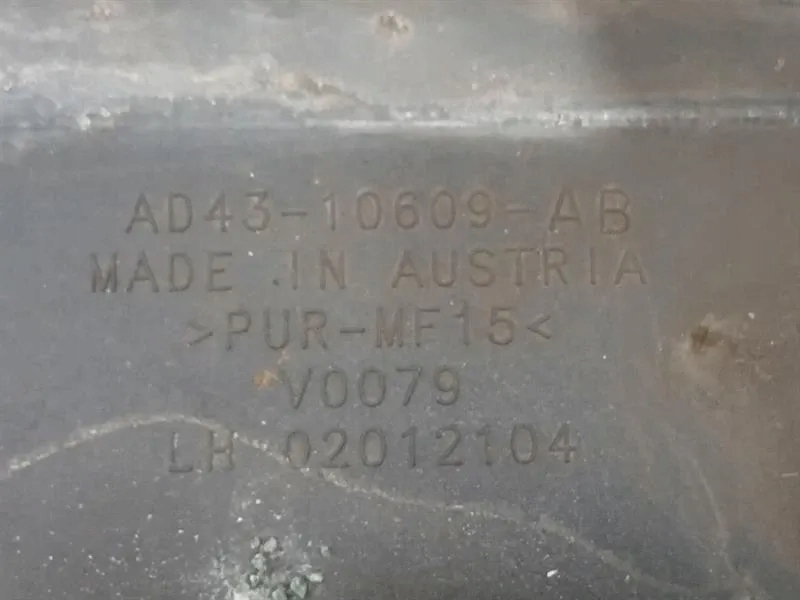 AD43-10609-AB
MADE IN AUSTRIA
>PUR-MF15<
V0079
LH 02012104